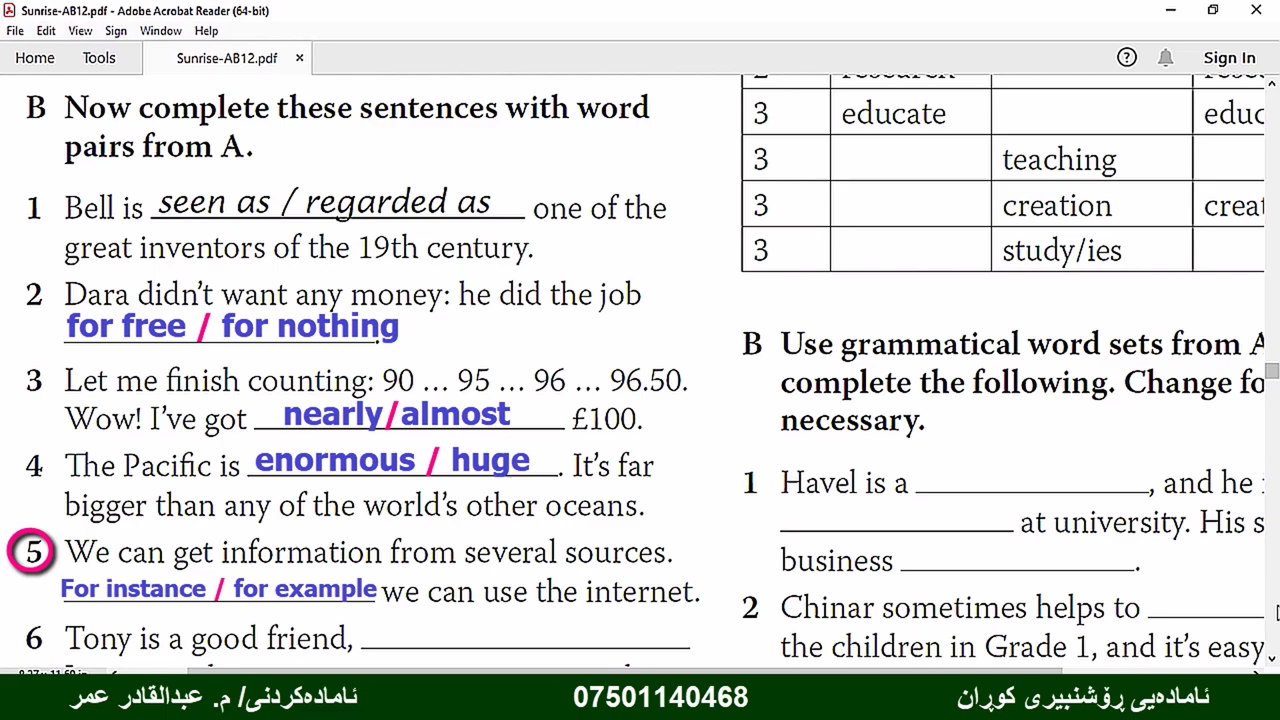 Sunrise-AB12.pdf - Adobe Acrobat Reader (64-bit)
File Edit View Sign Window Help
Home Tools Sunrise-AB12.pdf × Sign In
B Now complete these sentences with word
pairs from A.
1 Bell is seen as / regarded as one of the
great inventors of the 19th century.
2 Dara didn't want any money: he did the job
for free / for nothing.
3 Let me finish counting: 90 ... 95 ... 96 ... 96.50.
Wow! I've got nearly/almost £100.
4 The Pacific is enormous / huge. It's far
bigger than any of the world's other oceans.
5 We can get information from several sources.
For instance / for example we can use the internet.
6 Tony is a good friend,
3 educate educ
3 teaching
3 creation creat
3 study/ies
B Use grammatical word sets from A
complete the following. Change fo
necessary.
1 Havel is a , and he
at university. His s
business .
2 Chinar sometimes helps to
the children in Grade 1, and it's easy
ئامادەیی ڕۆشنبیری کوڕان 07501140468 ئامادەکردنی/ م. عبدالقادر عمر